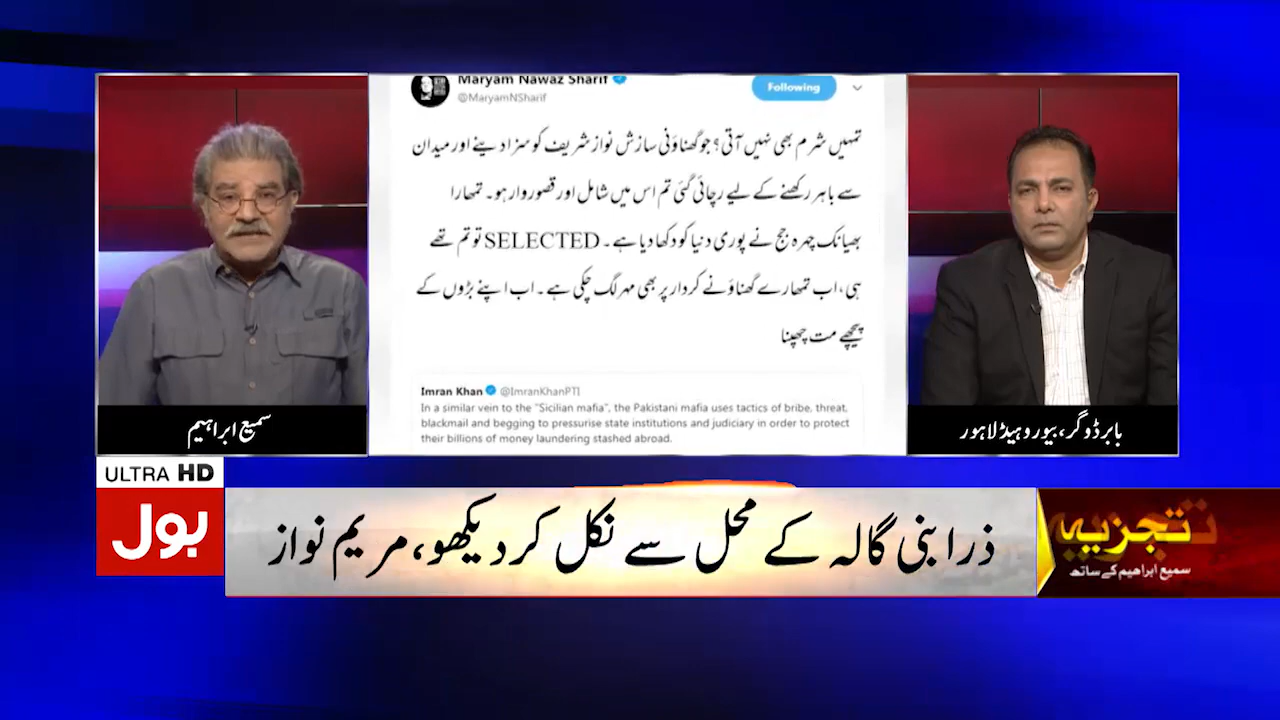 Maryam Nawaz Sharif
@MaryamNSharif
Following
تمہیں شرم بھی نہیں آتی؟ جو گھناؤنی سازش نواز شریف کو سزا دینے اور میدان
سے باہر رکھنے کے لیے رچائی گئی تم اس میں شامل اور قصوروار ہو۔ تمھارا
بھیانک چہرہ جج نے پوری دنیا کو دکھا دیا ہے۔ SELECTED تو تم تھے
ہی، اب تمھارے گھناؤنے کردار پر بھی مہر لگ چکی ہے۔ اب اپنے بڑوں کے
پیچھے مت چھپنا
Imran Khan @ImranKhanPTI
In a similar vein to the "Sicilian mafia", the Pakistani mafia uses tactics of bribe, threat,
blackmail and begging to pressurise state institutions and judiciary in order to protect
their billions of money laundering stashed abroad.
سمیع ابراہیم
بابر ڈوگر، بیورو ہیڈ لاہور
ULTRA HD
بول
ذرا بنی گالہ کے محل سے نکل کر دیکھو، مریم نواز
تجزیہ
سمیع ابراہیم کے ساتھ